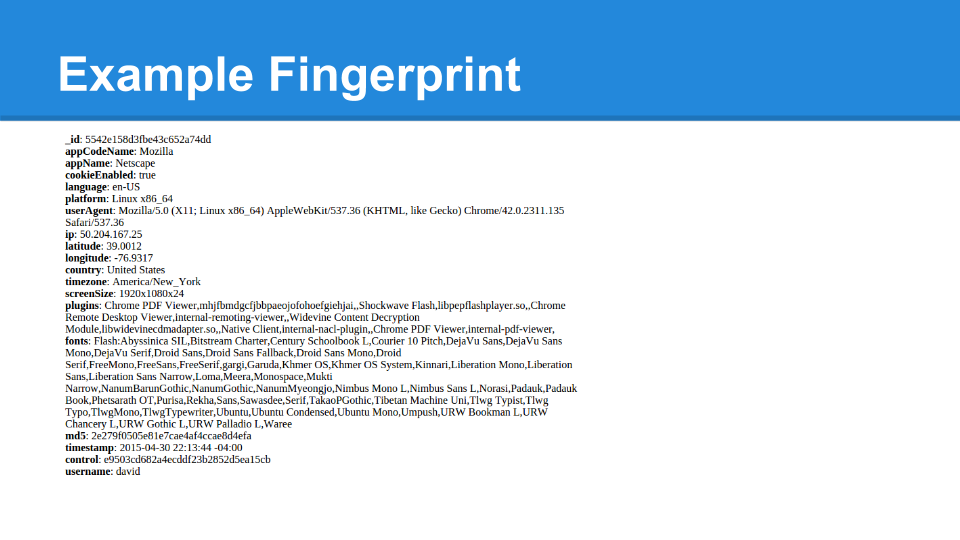 Example Fingerprint
_id: 5542e158d3fbe43c652a74dd
appCodeName: Mozilla
appName: Netscape
cookieEnabled: true
language: en-US
platform: Linux x86_64
userAgent: Mozilla/5.0 (X11; Linux x86_64) AppleWebKit/537.36 (KHTML, like Gecko) Chrome/42.0.2311.135
Safari/537.36
ip: 50.204.167.25
latitude: 39.0012
longitude: -76.9317
country: United States
timezone: America/New_York
screenSize: 1920x1080x24
plugins: Chrome PDF Viewer,mhjfbmdgcfjbbpaeojofohoefgiehjai,,Shockwave Flash,libpepflashplayer.so,,Chrome
Remote Desktop Viewer,internal-remoting-viewer,,Widevine Content Decryption
Module,libwidevinecdmadapter.so,,Native Client,internal-nacl-plugin,,Chrome PDF Viewer,internal-pdf-viewer,
fonts: Flash:Abyssinica SIL,Bitstream Charter,Century Schoolbook L,Courier 10 Pitch,DejaVu Sans,DejaVu Sans
Mono,DejaVu Serif,Droid Sans,Droid Sans Fallback,Droid Sans Mono,Droid
Serif,FreeMono,FreeSans,FreeSerif,gargi,Garuda,Khmer OS,Khmer OS System,Kinnari,Liberation Mono,Liberation
Sans,Liberation Sans Narrow,Loma,Meera,Monospace,Mukti
Narrow,NanumBarunGothic,NanumGothic,NanumMyeongjo,Nimbus Mono L,Nimbus Sans L,Norasi,Padauk,Padauk
Book,Phetsarath OT,Purisa,Rekha,Sans,Sawasdee,Serif,TakaoPGothic,Tibetan Machine Uni,Tlwg Typist,Tlwg
Typo,TlwgMono,TlwgTypewriter,Ubuntu,Ubuntu Condensed,Ubuntu Mono,Umpush,URW Bookman L,URW
Chancery L,URW Gothic L,URW Palladio L,Waree
md5: 2e279f0505e81e7cae4af4ccae8d4efa
timestamp: 2015-04-30 22:13:44 -04:00
control: e9503cd682a4ecddf23b2852d5ea15cb
username: david